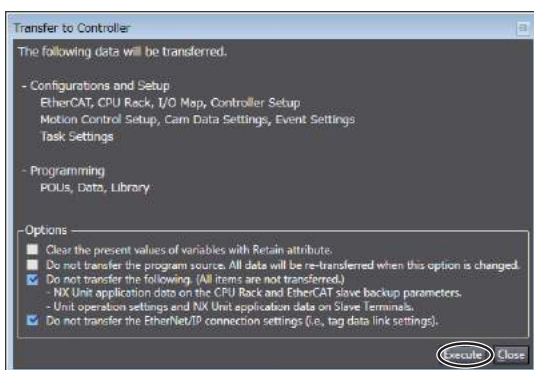 Transfer to Controller
The following data will be transferred.
- Configurations and Setup
EtherCAT, CPU Rack, I/O Map, Controller Setup
Motion Control Setup, Cam Data Settings, Event Settings
Task Settings
- Programming
POUs, Data, Library
Options
Clear the present values of variables with Retain attribute.
Do not transfer the program source. All data will be re-transferred when this option is changed.
Do not transfer the following. (All items are not transferred.)
- NX Unit application data on the CPU Rack and EtherCAT slave backup parameters.
- Unit operation settings and NX Unit application data on Slave Terminals.
Do not transfer the EtherNet/IP connection settings (i.e., tag data link settings).
Execute Close